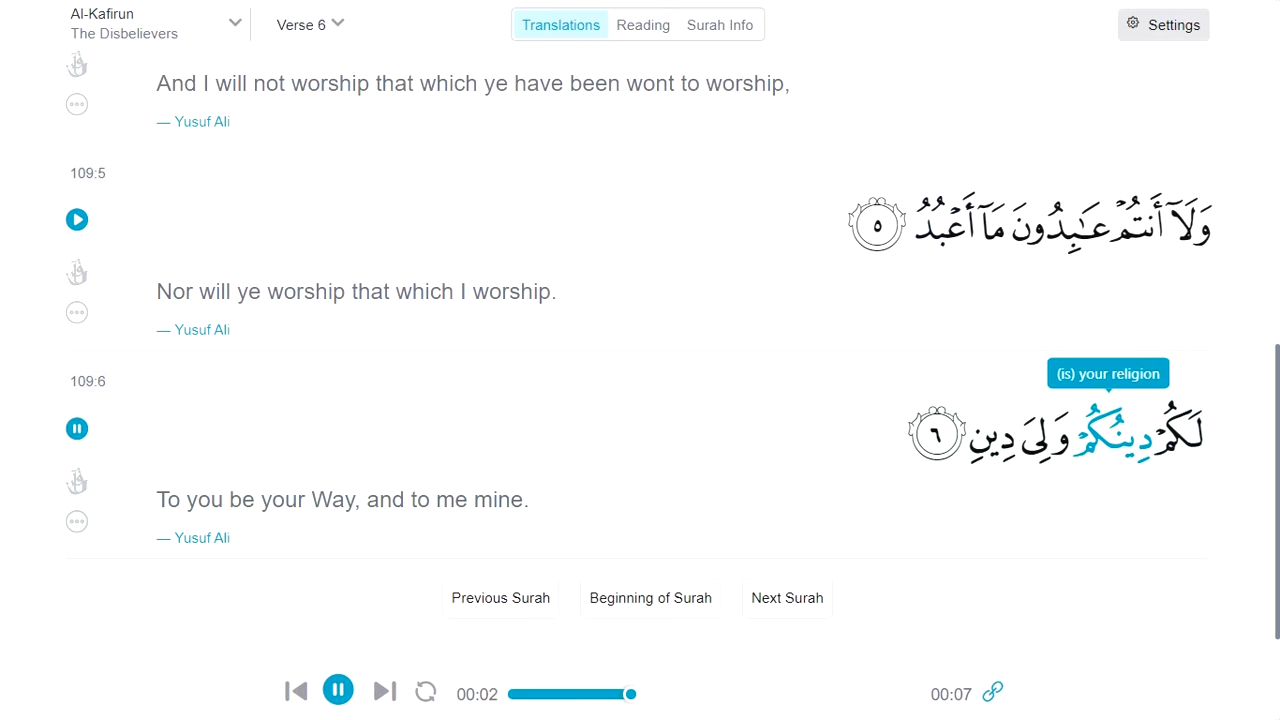 Al-Kafirun
The Disbelievers
Verse 6
Translations Reading Surah Info
Settings
And I will not worship that which ye have been wont to worship,
— Yusuf Ali
109:5
وَلَآ أَنتُمْ عَـٰبِدُونَ مَآ أَعْبُدُ ٥
Nor will ye worship that which I worship.
— Yusuf Ali
109:6
(is) your religion
لَكُمْ دِينُكُمْ وَلِىَ دِينِ ٦
To you be your Way, and to me mine.
— Yusuf Ali
Previous Surah Beginning of Surah Next Surah
00:02 00:07